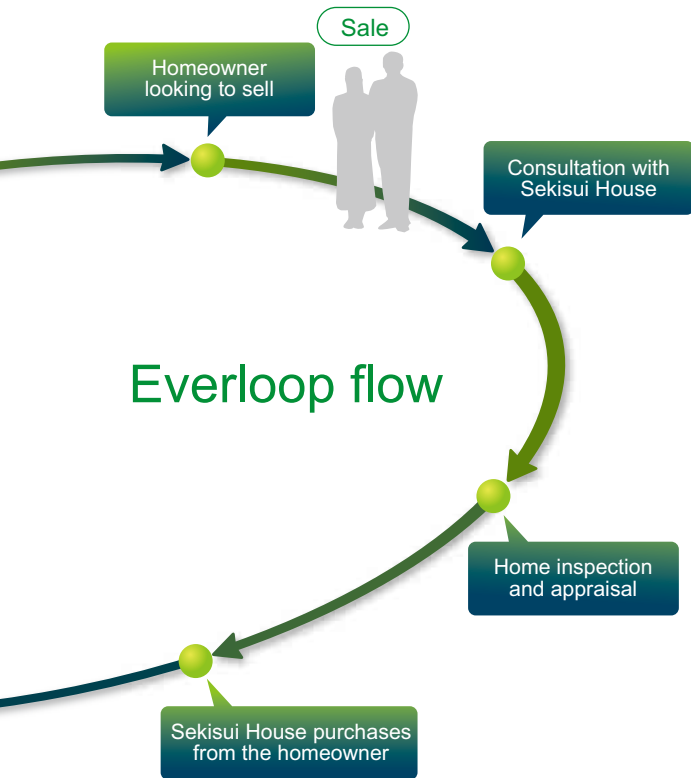 Sale
Homeowner
looking to sell
Consultation with
Sekisui House
Everloop flow
Home inspection
and appraisal
Sekisui House purchases
from the homeowner